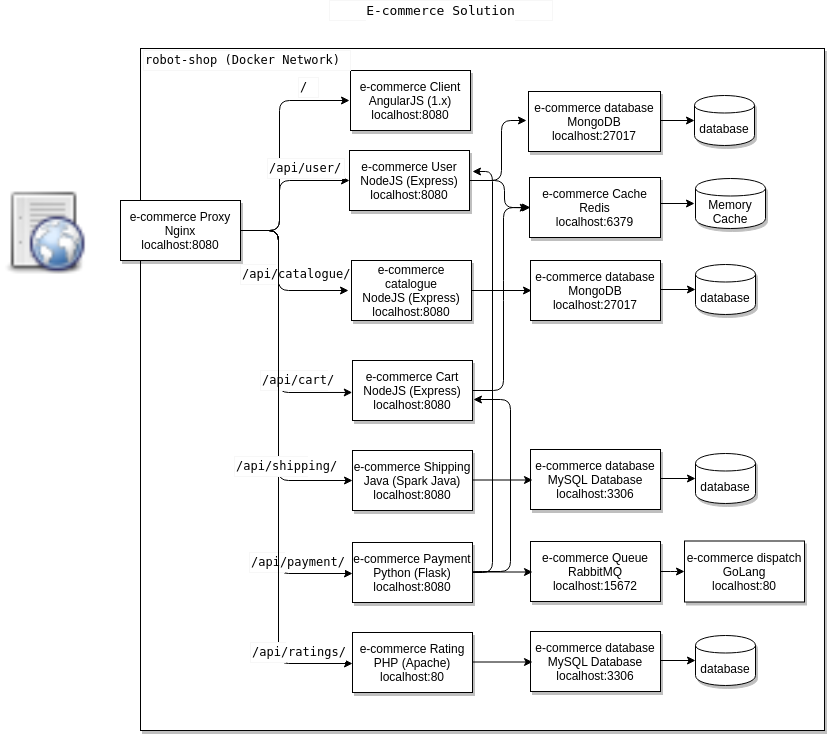 E-commerce Solution
robot-shop (Docker Network)
/
e-commerce Client
AngularJS (1.x)
localhost:8080
e-commerce database
MongoDB
localhost:27017
database
/api/user/
e-commerce User
NodeJS (Express)
localhost:8080
e-commerce Cache
Redis
localhost:6379
Memory
Cache
e-commerce Proxy
Nginx
localhost:8080
/api/catalogue/
e-commerce
catalogue
NodeJS (Express)
localhost:8080
e-commerce database
MongoDB
localhost:27017
database
/api/cart/
e-commerce Cart
NodeJS (Express)
localhost:8080
/api/shipping/
e-commerce Shipping
Java (Spark Java)
localhost:8080
e-commerce database
MySQL Database
localhost:3306
database
/api/payment/
e-commerce Payment
Python (Flask)
localhost:8080
e-commerce Queue
RabbitMQ
localhost:15672
e-commerce dispatch
GoLang
localhost:80
/api/ratings/
e-commerce Rating
PHP (Apache)
localhost:80
e-commerce database
MySQL Database
localhost:3306
database